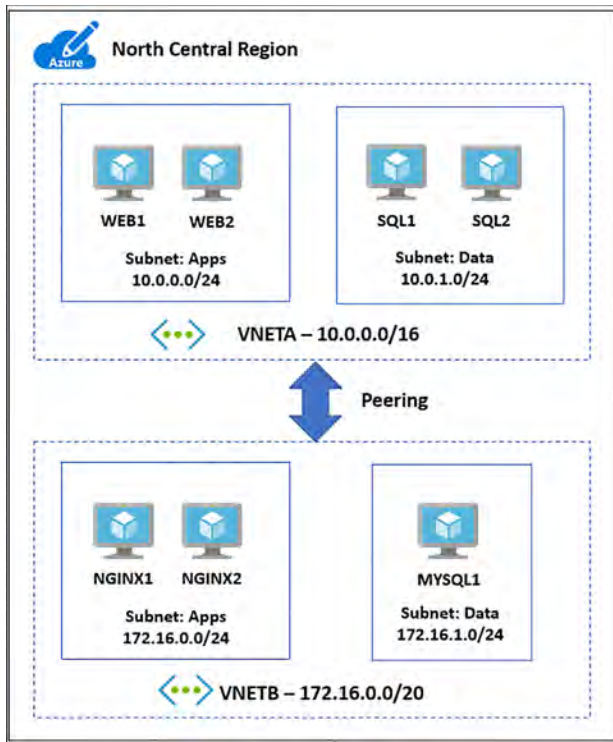 Azure
North Central Region
WEB1
WEB2
Subnet: Apps
10.0.0.0/24
SQL1
SQL2
Subnet: Data
10.0.1.0/24
VNETA – 10.0.0.0/16
Peering
NGINX1
NGINX2
Subnet: Apps
172.16.0.0/24
MYSQL1
Subnet: Data
172.16.1.0/24
VNETB – 172.16.0.0/20